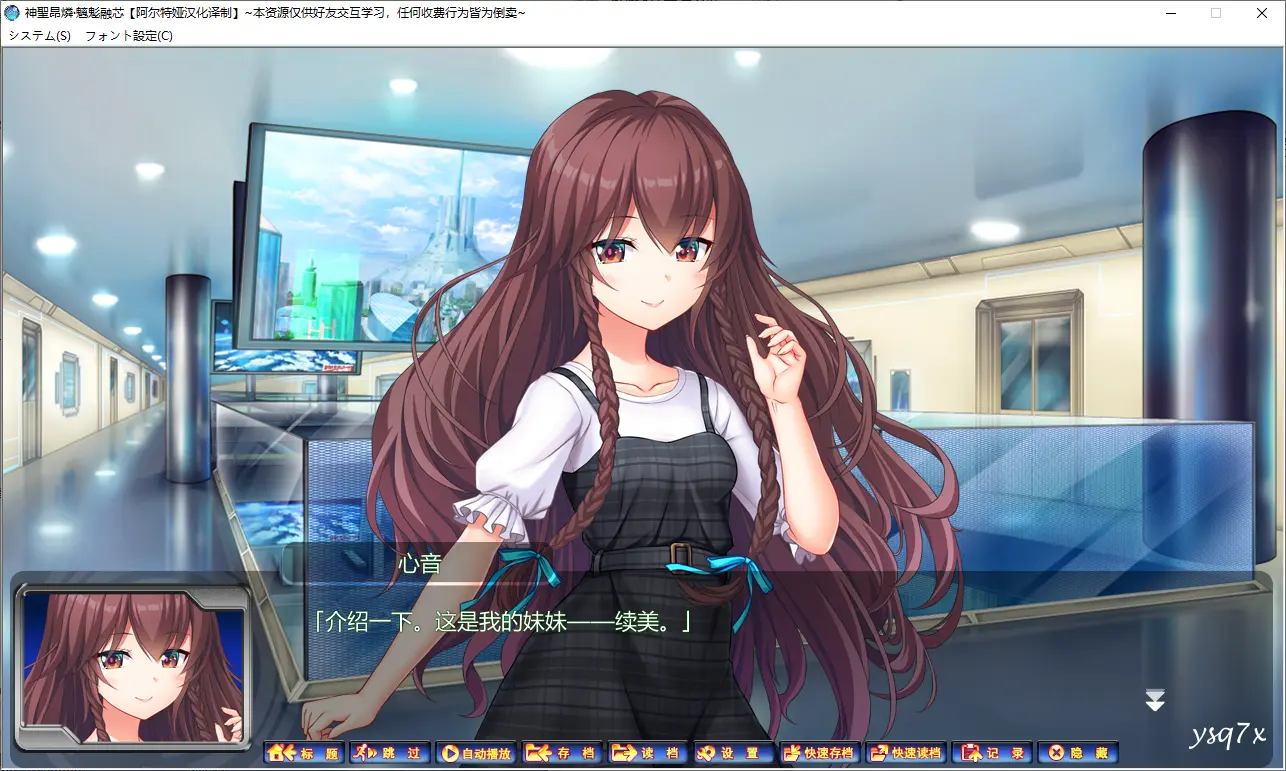 神聖昂燐·魑魅融芯【阿尔特娅汉化译制】~本资源仅供好友交互学习，任何收费行为皆为倒卖~
システム(S) フォント設定(C)
心音
「介绍一下。这是我的妹妹——续美。」
标 题 跳 过 自动播放 存 档 读 档 设 置 快速存档 快速读档 记 录 隐 藏
ysq7x